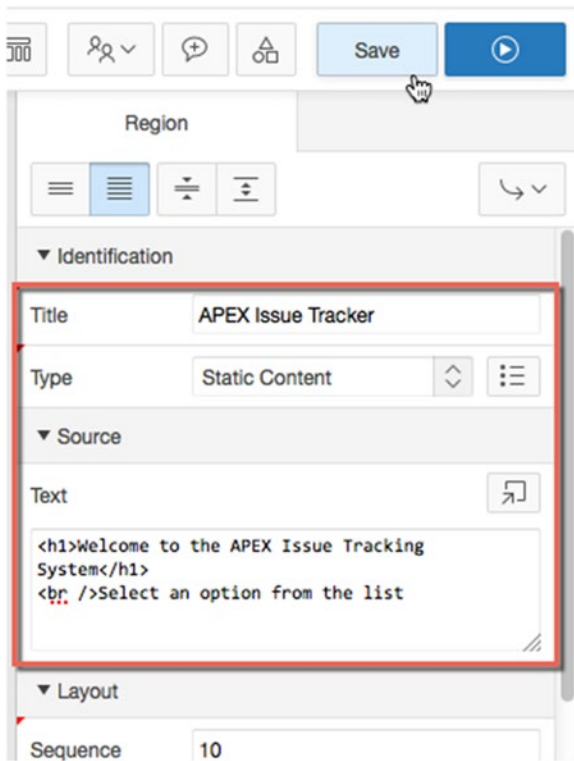 Save
Region
Identification
Title APEX Issue Tracker
Type Static Content
Source
Text
<h1>Welcome to the APEX Issue Tracking
System</h1>
<br />Select an option from the list
Layout
Sequence 10